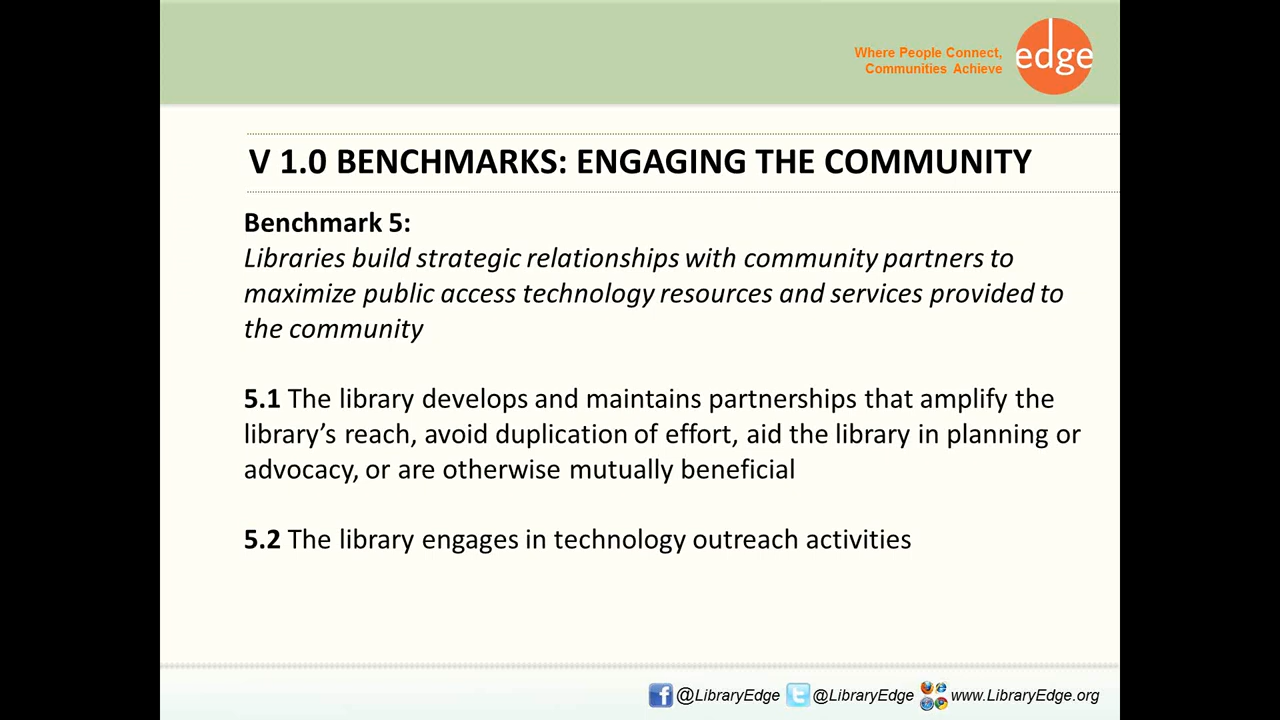 Where People Connect,
Communities Achieve
edge
V 1.0 BENCHMARKS: ENGAGING THE COMMUNITY
Benchmark 5:
Libraries build strategic relationships with community partners to
maximize public access technology resources and services provided to
the community
5.1 The library develops and maintains partnerships that amplify the
library’s reach, avoid duplication of effort, aid the library in planning or
advocacy, or are otherwise mutually beneficial
5.2 The library engages in technology outreach activities
@LibraryEdge @LibraryEdge www.LibraryEdge.org